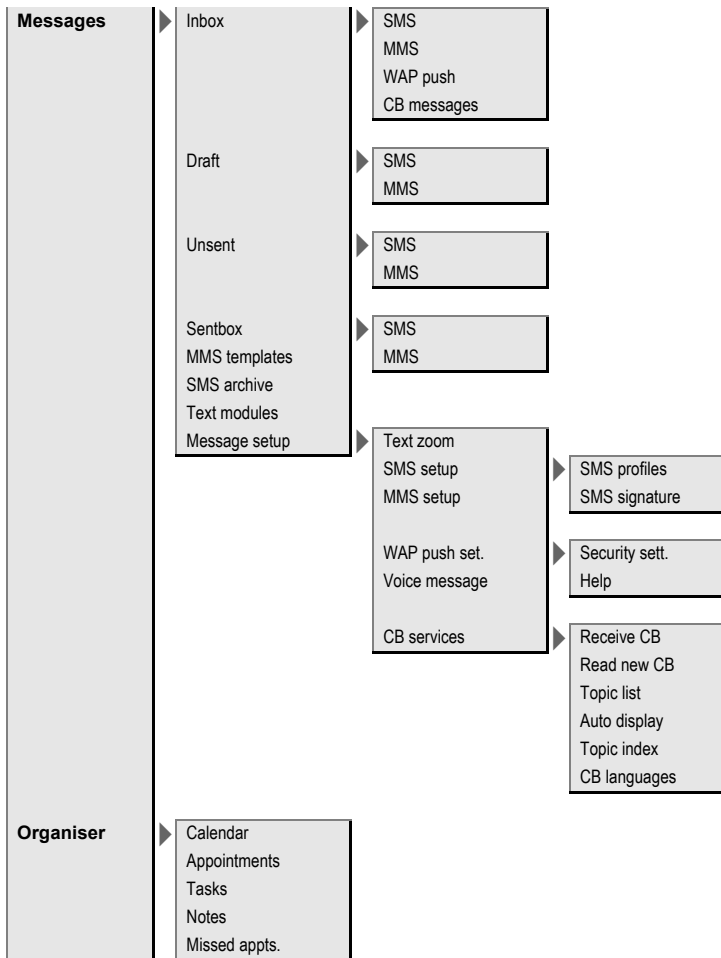 Messages Inbox SMS
MMS
WAP push
CB messages
Draft SMS
MMS
Unsent SMS
MMS
Sentbox SMS
MMS templates MMS
SMS archive
Text modules
Message setup Text zoom
SMS setup SMS profiles
MMS setup SMS signature
WAP push set. Security sett.
Voice message Help
CB services Receive CB
Read new CB
Topic list
Auto display
Topic index
CB languages
Organiser Calendar
Appointments
Tasks
Notes
Missed appts.